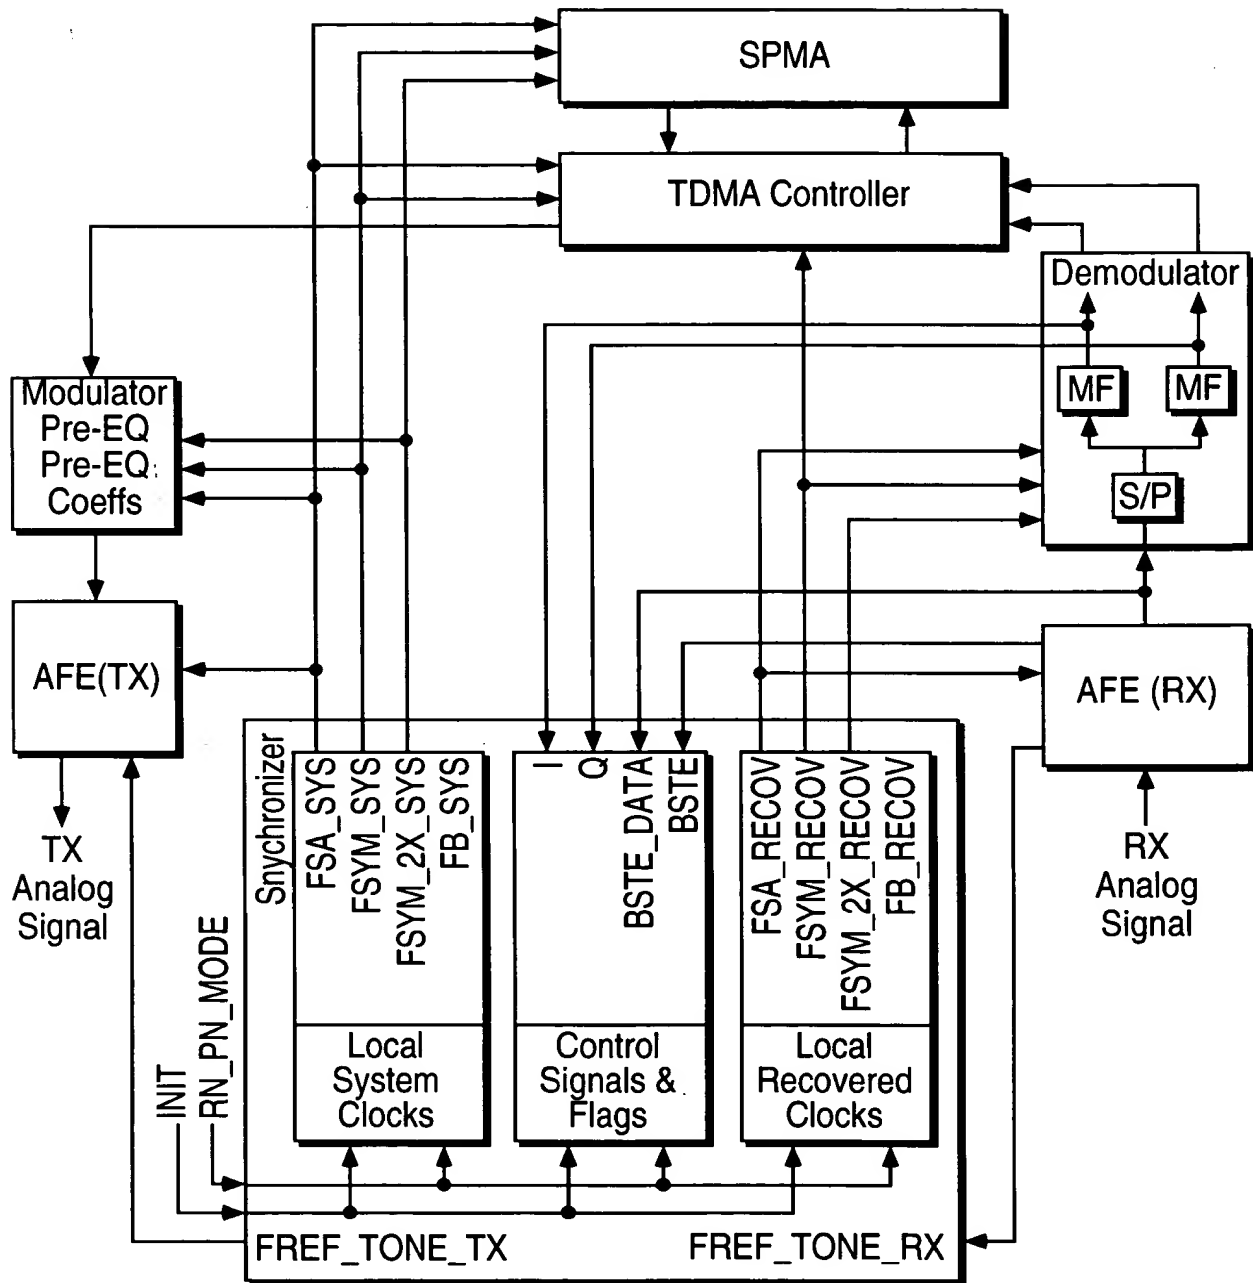 SPMA
TDMA Controller
Demodulator
MF
MF
S/P
Modulator
Pre-EQ
Pre-EQ
Coeffs
AFE(TX)
AFE (RX)
TX
Analog
Signal
RX
Analog
Signal
Snychronizer
FSA_SYS
FSYM_SYS
FSYM_2X_SYS
FB_SYS
I
Q
BSTE_DATA
BSTE
FSA_RECOV
FSYM_RECOV
FSYM_2X_RECOV
FB_RECOV
Local
System
Clocks
Control
Signals &
Flags
Local
Recovered
Clocks
INIT
RN_PN_MODE
FREF_TONE_TX
FREF_TONE_RX